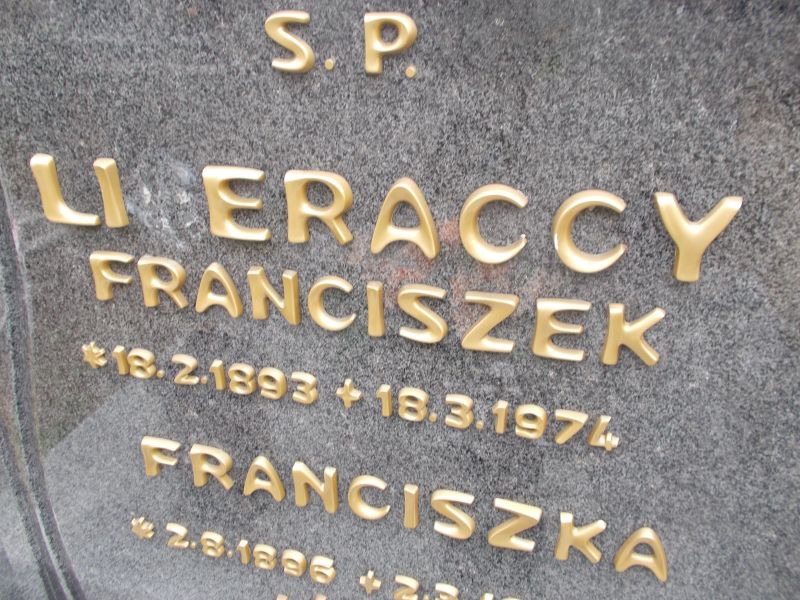 S. P.
LI ERACCY
FRANCISZEK
* 18. 2. 1893 + 18. 3. 1974
FRANCISZKA
* 2. 8. 1896 +